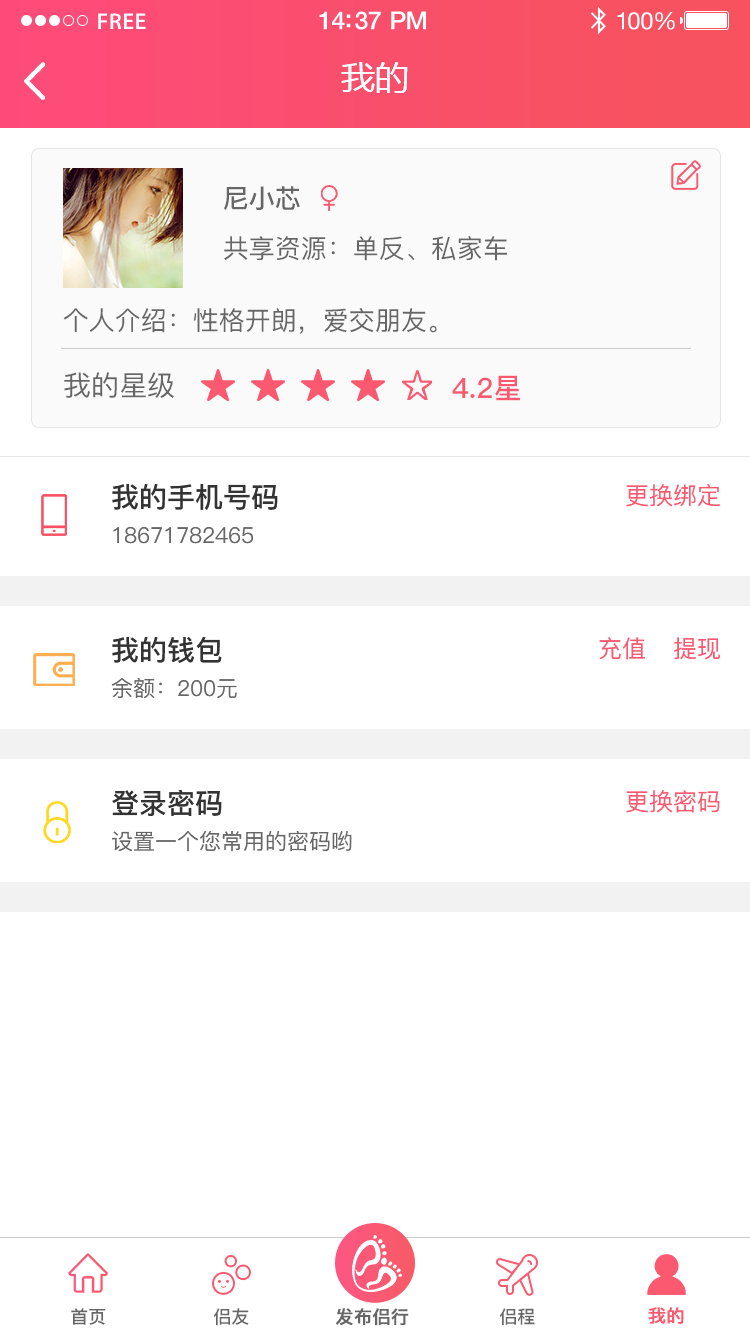 FREE 14:37 PM 100%
我的
尼小芯
共享资源：单反、私家车
个人介绍：性格开朗，爱交朋友。
我的星级 4.2星
我的手机号码 更换绑定
18671782465
我的钱包 充值 提现
余额：200元
登录密码 更换密码
设置一个您常用的密码哟
首页 侣友 发布侣行 侣程 我的